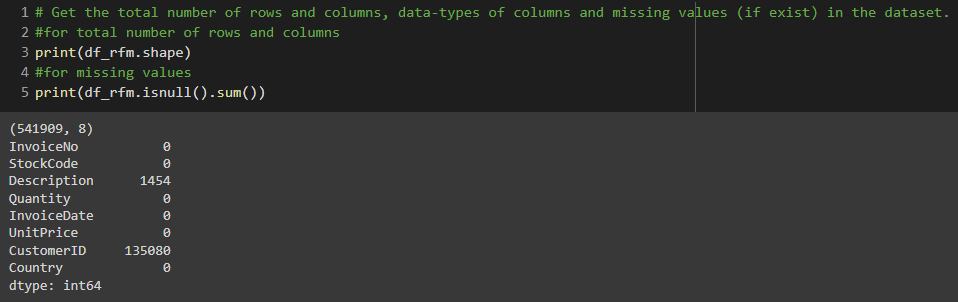 1 # Get the total number of rows and columns, data-types of columns and missing values (if exist) in the dataset.
2 #for total number of rows and columns
3 print(df_rfm.shape)
4 #for missing values
5 print(df_rfm.isnull().sum())
(541909, 8)
InvoiceNo           0
StockCode           0
Description      1454
Quantity            0
InvoiceDate         0
UnitPrice           0
CustomerID     135080
Country             0
dtype: int64